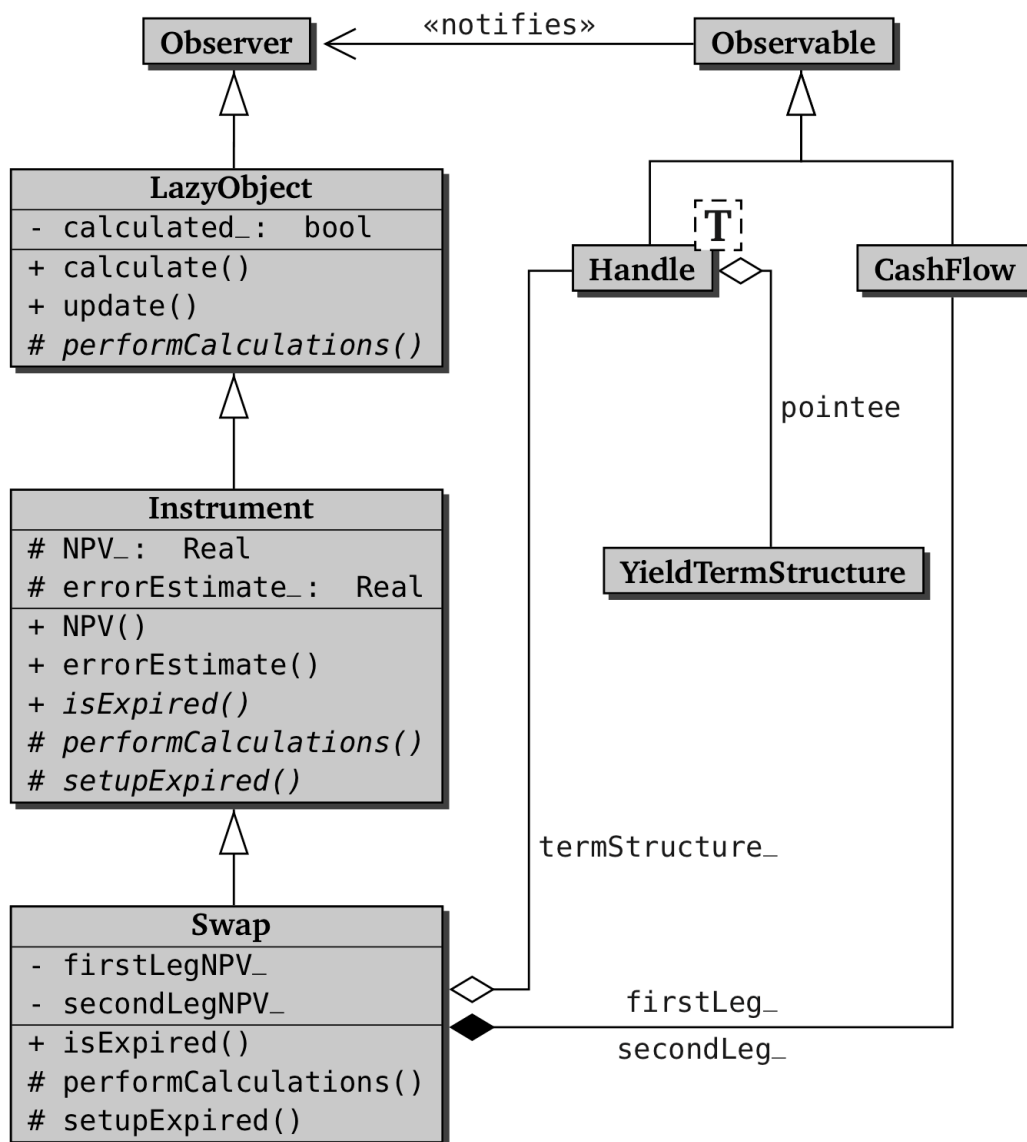 Observer
«notifies»
Observable
LazyObject
- calculated_: bool
+ calculate()
+ update()
# performCalculations()
T
Handle
CashFlow
pointee
Instrument
# NPV_: Real
# errorEstimate_: Real
+ NPV()
+ errorEstimate()
+ isExpired()
# performCalculations()
# setupExpired()
YieldTermStructure
termStructure_
Swap
- firstLegNPV_
- secondLegNPV_
+ isExpired()
# performCalculations()
# setupExpired()
firstLeg_
secondLeg_